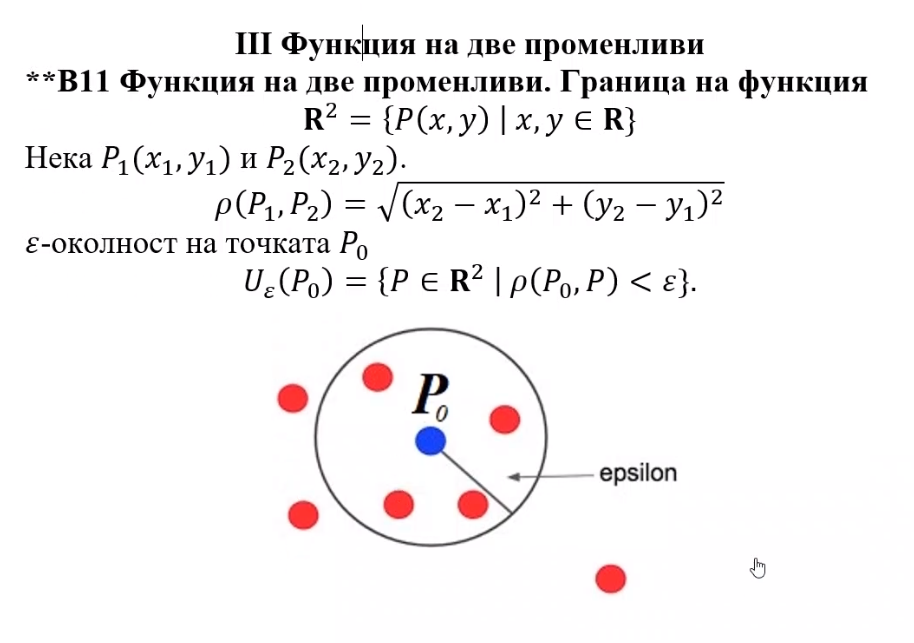 III Функция на две променливи
**В11 Функция на две променливи. Граница на функция
R² = {P(x, y) | x, y ∈ R}
Нека P₁(x₁, y₁) и P₂(x₂, y₂).
ρ(P₁, P₂) = √((x₂ − x₁)² + (y₂ − y₁)²)
ε-околност на точката P₀
U_ε(P₀) = {P ∈ R² | ρ(P₀, P) < ε}.
P₀
epsilon